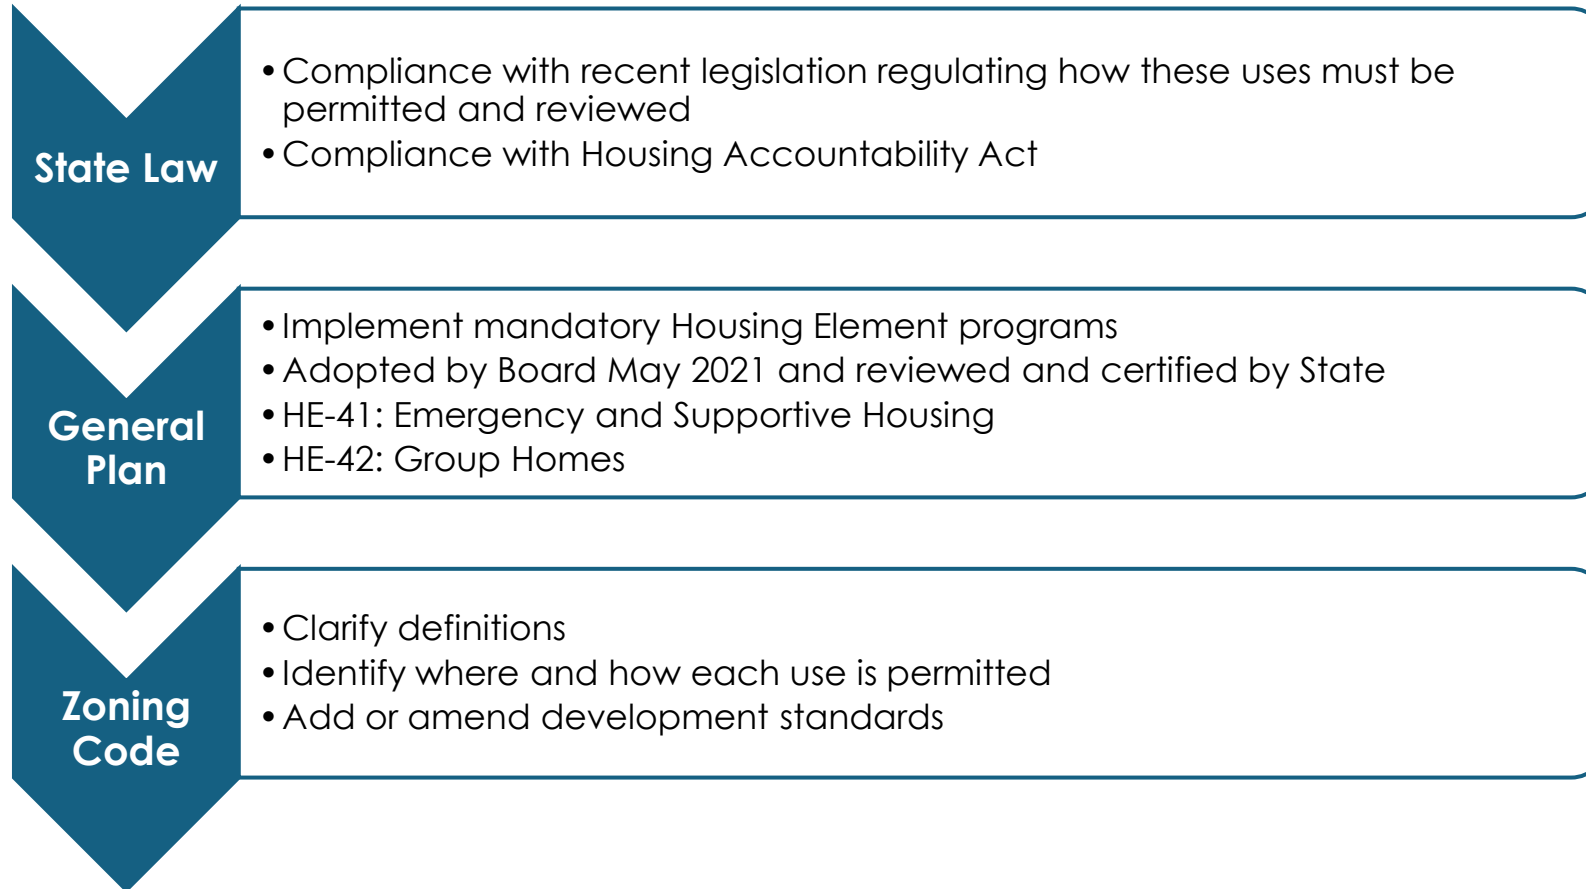 State Law
• Compliance with recent legislation regulating how these uses must be
permitted and reviewed
• Compliance with Housing Accountability Act
General
Plan
• Implement mandatory Housing Element programs
• Adopted by Board May 2021 and reviewed and certified by State
• HE-41: Emergency and Supportive Housing
• HE-42: Group Homes
Zoning
Code
• Clarify definitions
• Identify where and how each use is permitted
• Add or amend development standards